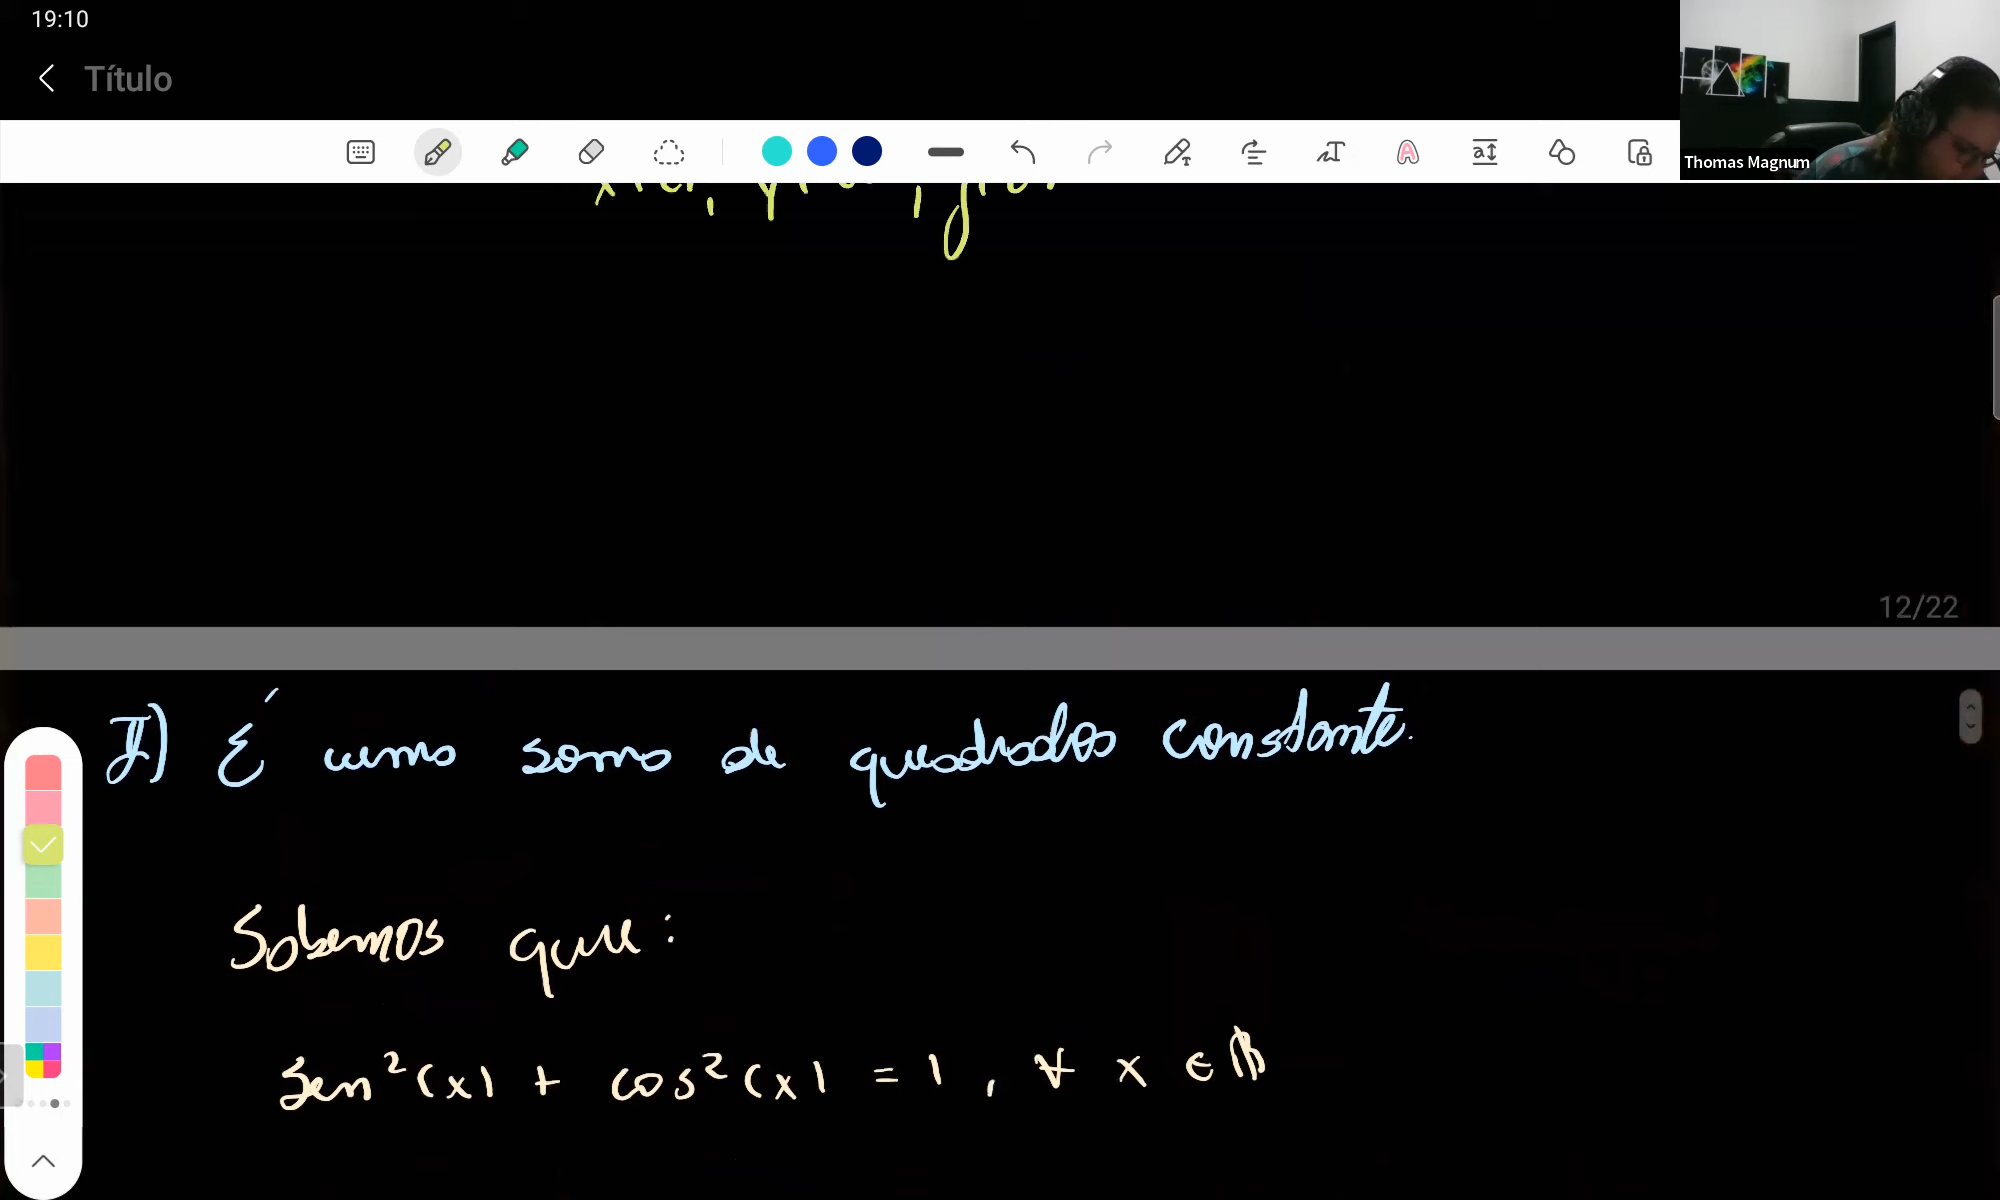 19:10
Título
Thomas Magnum
12/22
I) É uma soma de quadrados constante.
Sabemos que:
sen²(x) + cos²(x) = 1, ∀ x ∈ ℝ